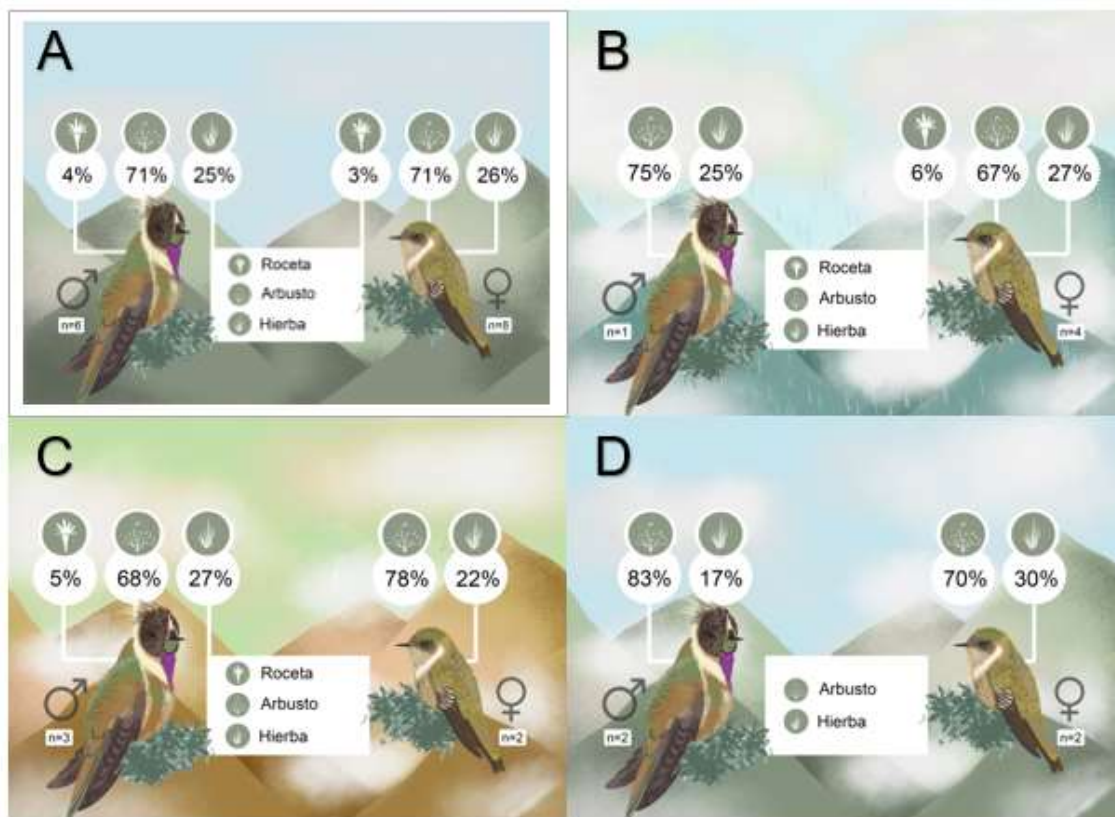 A
4% 71% 25% 3% 71% 26%
Roceta
Arbusto
Hierba
n=6 n=8
B
75% 25% 6% 67% 27%
Roceta
Arbusto
Hierba
n=1 n=4
C
5% 68% 27% 78% 22%
Roceta
Arbusto
Hierba
n=3 n=2
D
83% 17% 70% 30%
Arbusto
Hierba
n=2 n=2